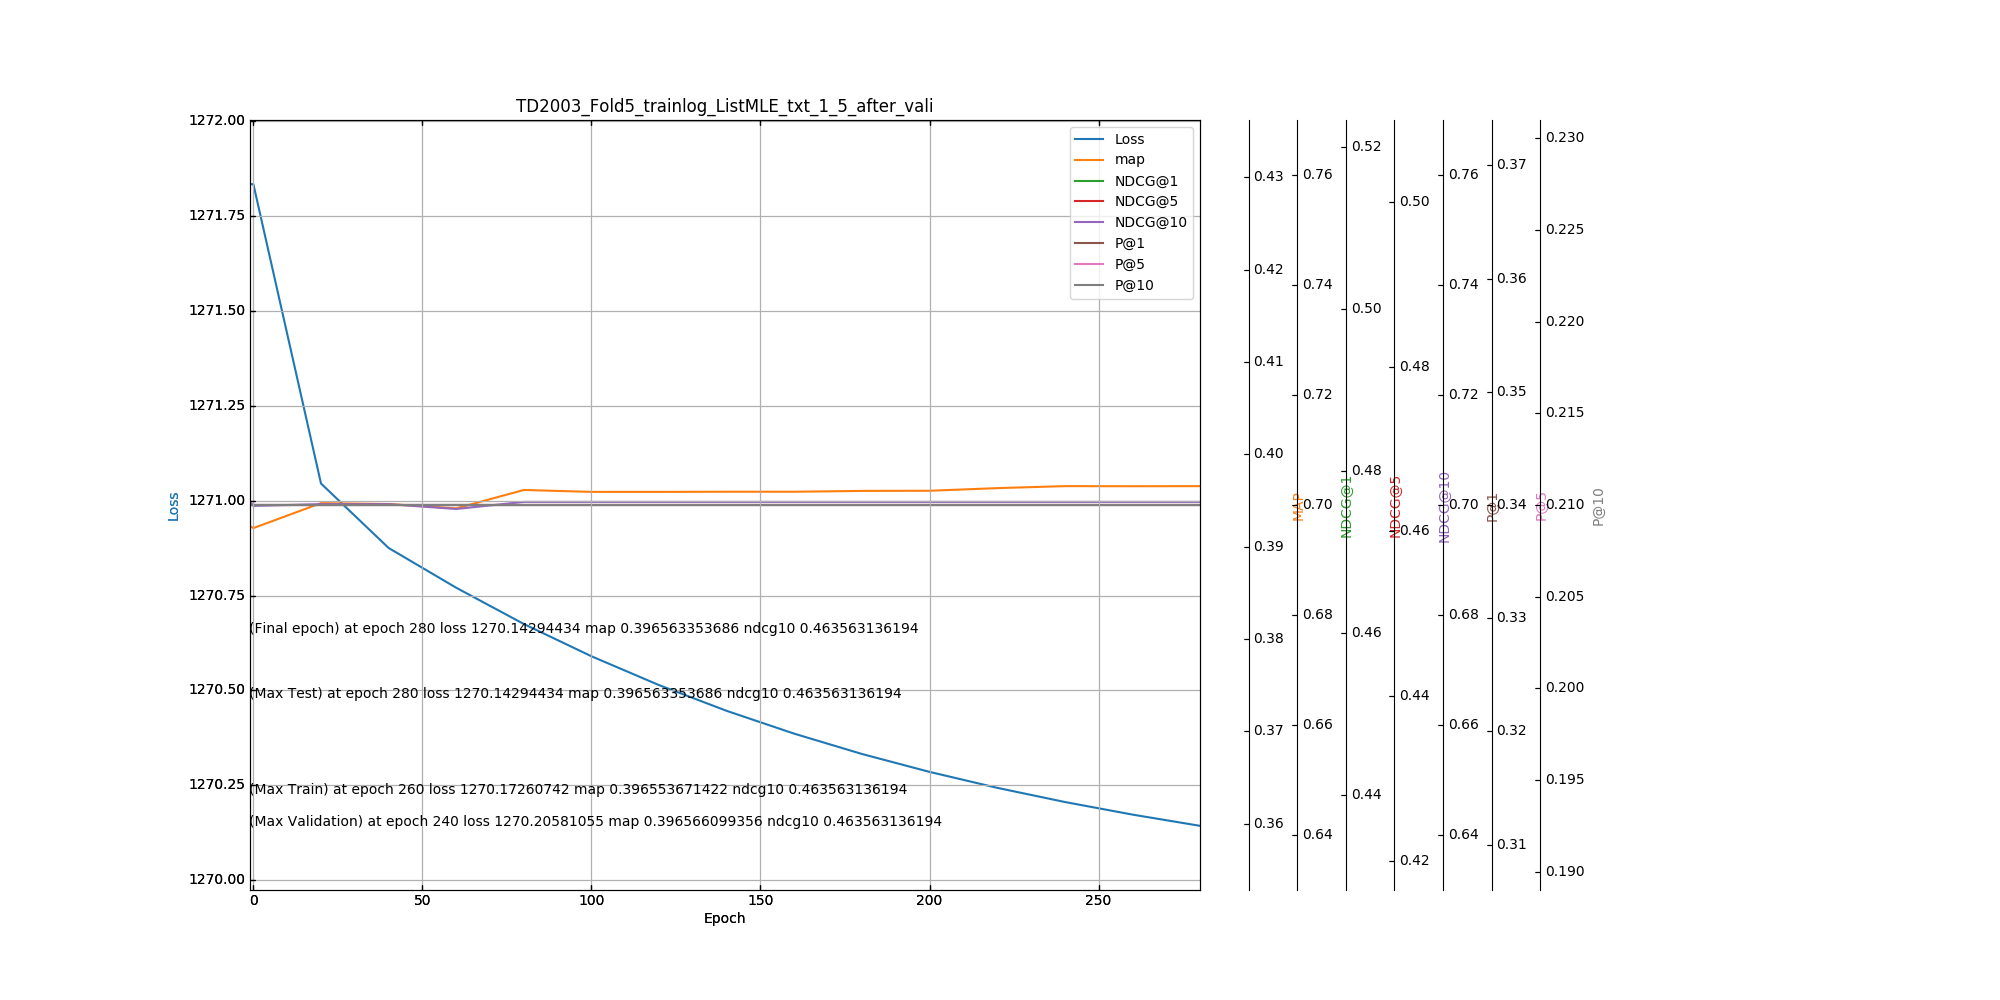 TD2003_Fold5_trainlog_ListMLE_txt_1_5_after_vali
1272.00
1271.75
1271.50
1271.25
1271.00
1270.75
1270.50
1270.25
1270.00
Loss
Loss
map
NDCG@1
NDCG@5
NDCG@10
P@1
P@5
P@10
(Final epoch) at epoch 280 loss 1270.14294434 map 0.396563353686 ndcg10 0.463563136194
(Max Test) at epoch 280 loss 1270.14294434 map 0.396563353686 ndcg10 0.463563136194
(Max Train) at epoch 260 loss 1270.17260742 map 0.396553671422 ndcg10 0.463563136194
(Max Validation) at epoch 240 loss 1270.20581055 map 0.396566099356 ndcg10 0.463563136194
0 50 100 150 200 250
Epoch
0.43
0.42
0.41
0.40
0.39
0.38
0.37
0.36
MAP
0.76
0.74
0.72
0.70
0.68
0.66
0.64
NDCG@1
0.52
0.50
0.48
0.46
0.44
NDCG@5
0.50
0.48
0.46
0.44
0.42
NDCG@10
0.76
0.74
0.72
0.70
0.68
0.66
0.64
P@1
0.37
0.36
0.35
0.34
0.33
0.32
0.31
P@5
0.230
0.225
0.220
0.215
0.210
0.205
0.200
0.195
0.190
P@10